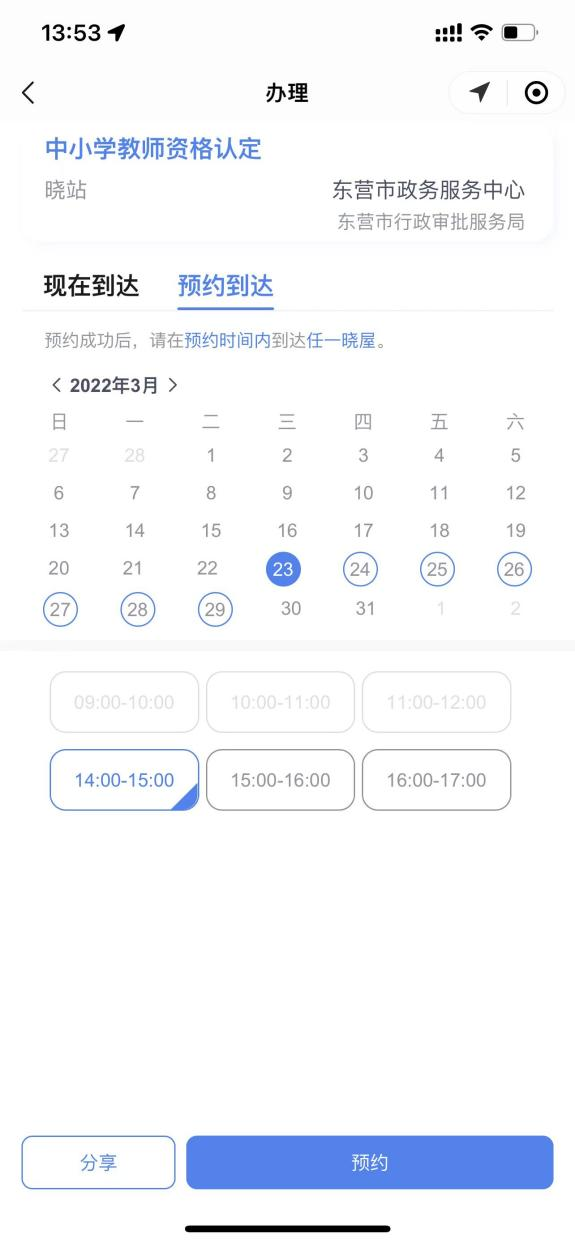 13:53
办理
中小学教师资格认定
晓站 东营市政务服务中心
东营市行政审批服务局
现在到达 预约到达
预约成功后，请在预约时间内到达任一晓屋。
2022年3月
日 一 二 三 四 五 六
27 28 1 2 3 4 5
6 7 8 9 10 11 12
13 14 15 16 17 18 19
20 21 22 23 24 25 26
27 28 29 30 31 1 2
09:00-10:00 10:00-11:00 11:00-12:00
14:00-15:00 15:00-16:00 16:00-17:00
分享 预约